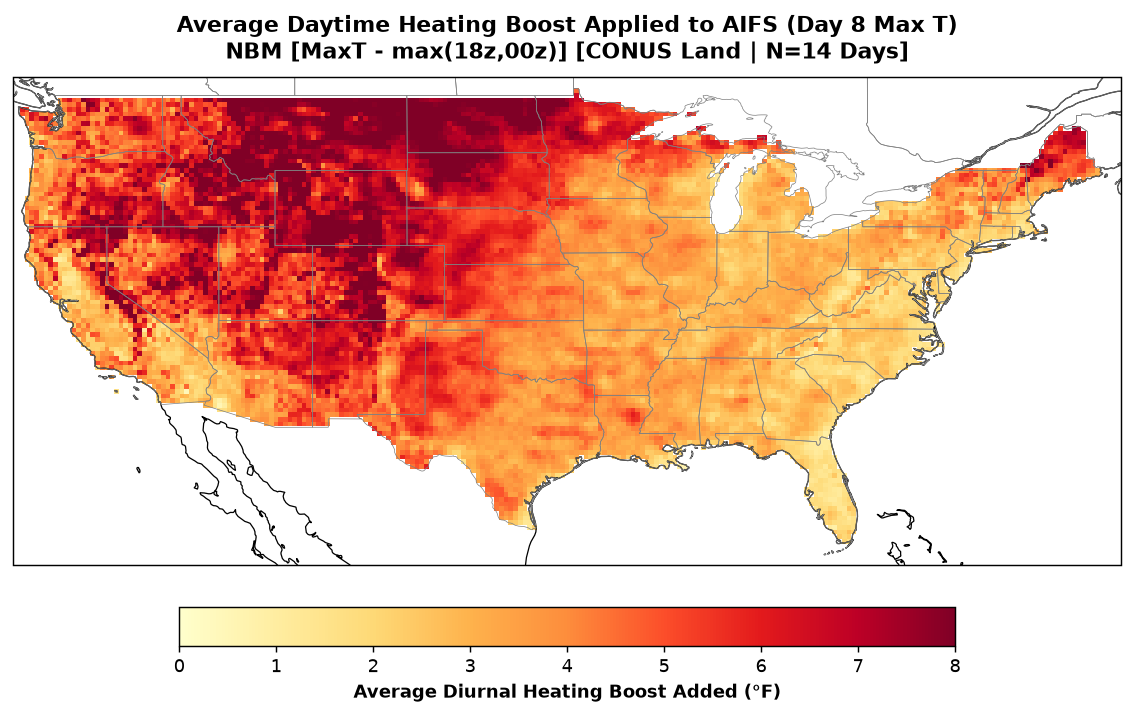 Average Daytime Heating Boost Applied to AIFS (Day 8 Max T)
NBM [MaxT - max(18z,00z)] [CONUS Land | N=14 Days]
0 1 2 3 4 5 6 7 8
Average Diurnal Heating Boost Added (°F)